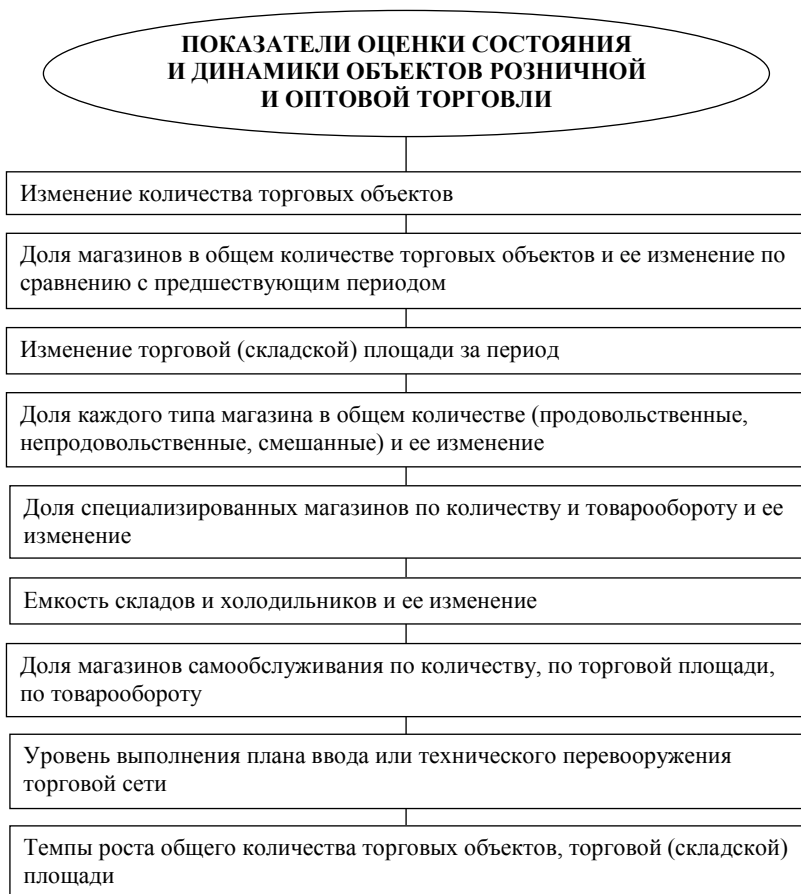 ПОКАЗАТЕЛИ ОЦЕНКИ СОСТОЯНИЯ
И ДИНАМИКИ ОБЪЕКТОВ РОЗНИЧНОЙ
И ОПТОВОЙ ТОРГОВЛИ
Изменение количества торговых объектов
Доля магазинов в общем количестве торговых объектов и ее изменение по
сравнению с предшествующим периодом
Изменение торговой (складской) площади за период
Доля каждого типа магазина в общем количестве (продовольственные,
непродовольственные, смешанные) и ее изменение
Доля специализированных магазинов по количеству и товарообороту и ее
изменение
Емкость складов и холодильников и ее изменение
Доля магазинов самообслуживания по количеству, по торговой площади,
по товарообороту
Уровень выполнения плана ввода или технического перевооружения
торговой сети
Темпы роста общего количества торговых объектов, торговой (складской)
площади